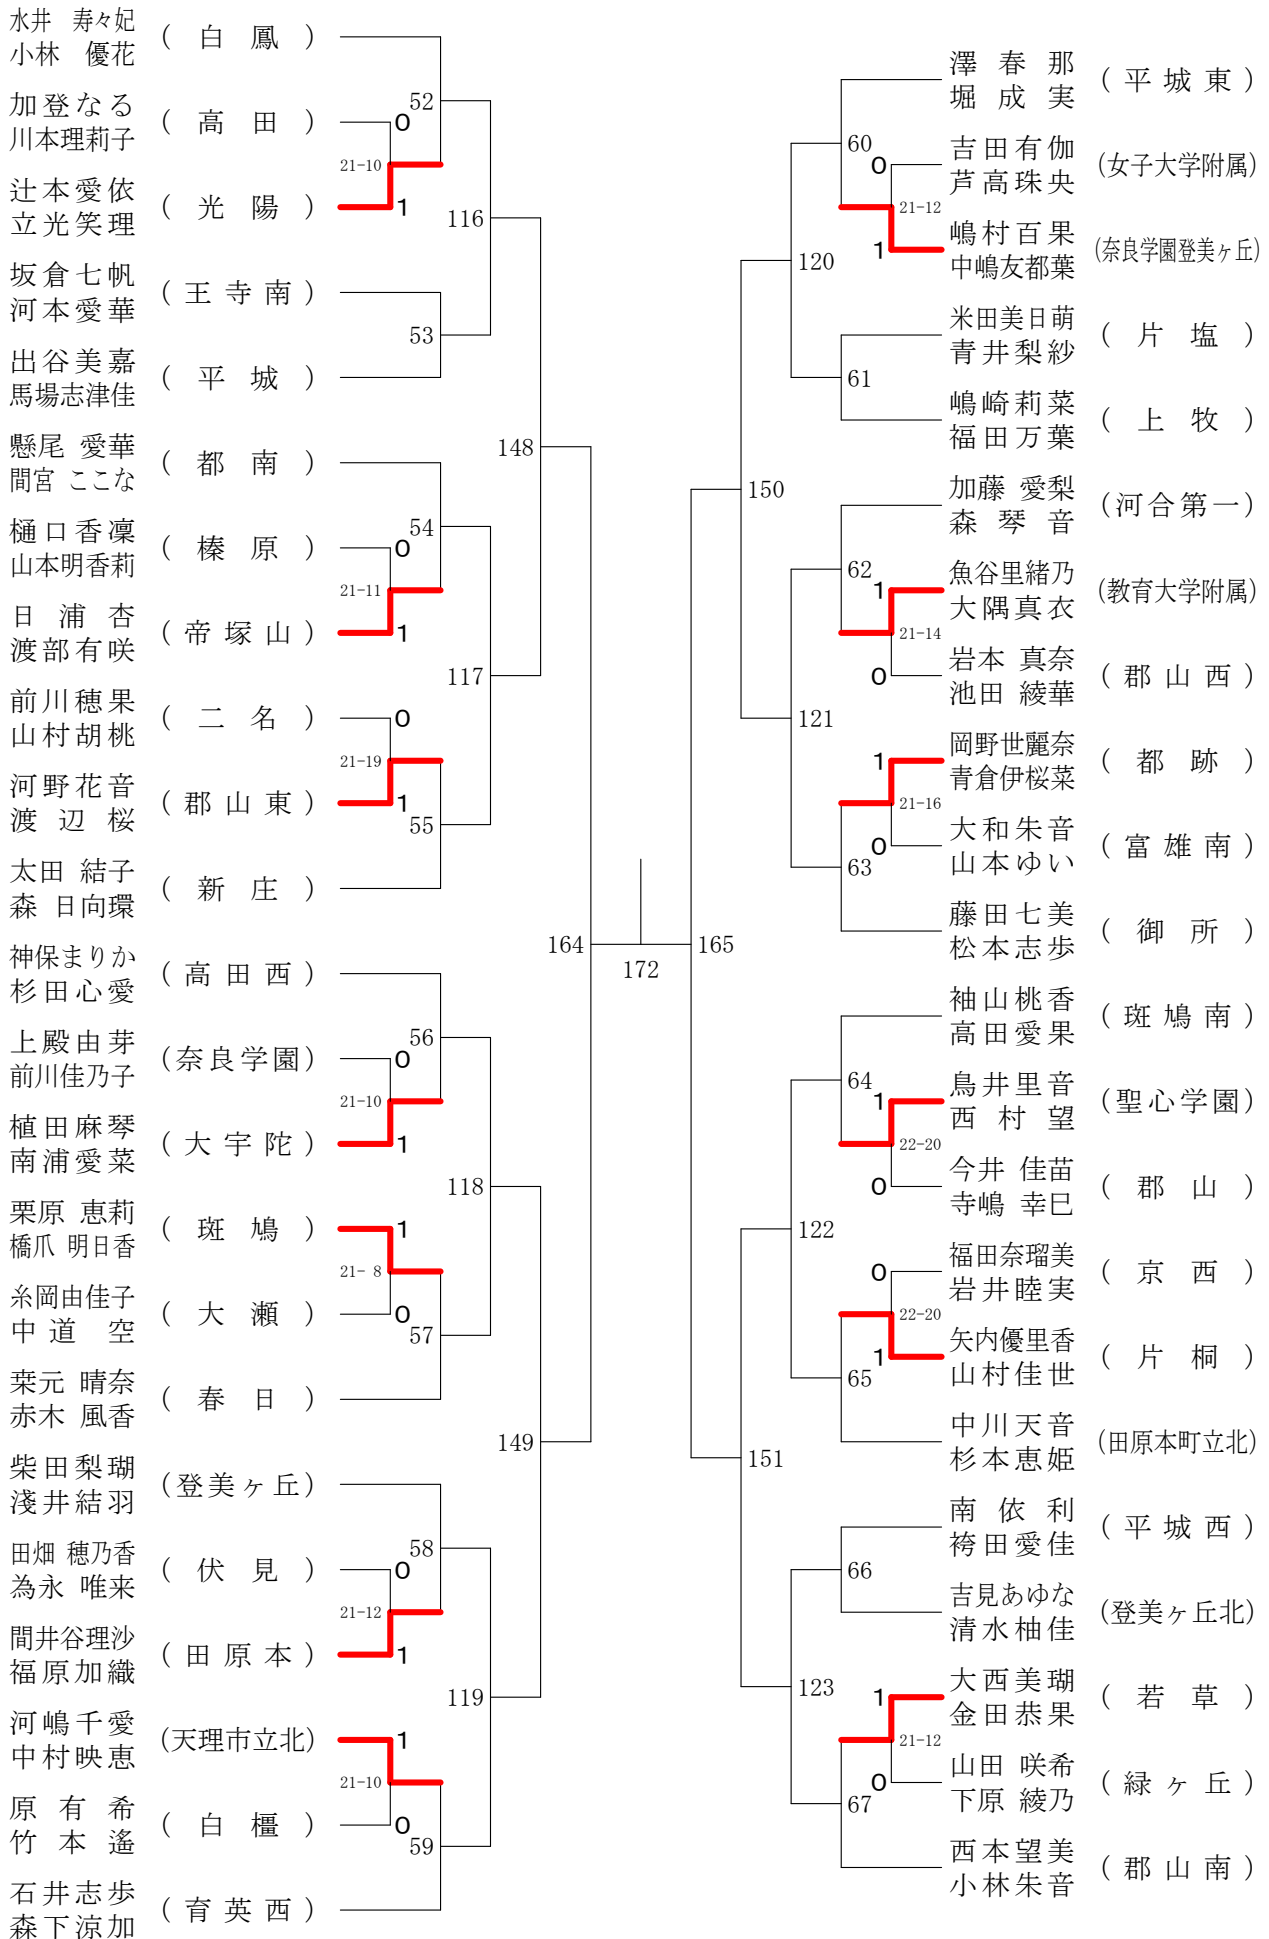 水井　寿々妃
小林　優花
( 白 鳳 )
加登なる
川本理莉子
( 高 田 )
0
52
21-10
辻本愛依
立光笑理
( 光 陽 )
1
116
坂倉七帆
河本愛華
( 王 寺 南 )
53
出谷美嘉
馬場志津佳
( 平 城 )
148
懸尾 愛華
間宮 ここな
( 都 南 )
54
樋口香凜
山本明香莉
( 榛 原 )
0
21-11
日 浦 杏
渡部有咲
( 帝 塚 山 )
1
117
前川穂果
山村胡桃
( 二 名 )
0
21-19
河野花音
渡 辺 桜
( 郡 山 東 )
1
55
太田 結子
森 日向環
( 新 庄 )
164
神保まりか
杉田心愛
( 高 田 西 )
56
上殿由芽
前川佳乃子
(奈良学園)
0
21-10
植田麻琴
南浦愛菜
( 大 宇 陀 )
1
118
栗原 恵莉
橋爪 明日香
( 斑 鳩 )
1
21- 8
糸岡由佳子
中 道 空
( 大 瀬 )
0
57
菜元 晴奈
赤木 風香
( 春 日 )
149
柴田梨瑚
淺井結羽
(登美ヶ丘)
58
田畑 穂乃香
為永 唯来
( 伏 見 )
0
21-12
間井谷理沙
福原加織
( 田 原 本 )
1
119
河嶋千愛
中村映恵
(天理市立北)
1
21-10
原 有 希
竹 本 遙
( 白 橿 )
0
59
石井志歩
森下涼加
( 育 英 西 )
172
澤 春 那
堀 成 実
( 平 城 東 )
60
吉田有伽
芦高珠央
(女子大学附属)
0
21-12
嶋村百果
中嶋友都葉
(奈良学園登美ヶ丘)
1
120
米田美日萌
青井梨紗
( 片 塩 )
61
嶋崎莉菜
福田万葉
( 上 牧 )
150
加藤 愛梨
森 琴 音
(河合第一)
62
魚谷里緒乃
大隅真衣
(教育大学附属)
1
21-14
岩本 真奈
池田 綾華
( 郡 山 西 )
0
121
岡野世麗奈
青倉伊桜菜
( 都 跡 )
1
21-16
大和朱音
山本ゆい
( 富 雄 南 )
0
63
藤田七美
松本志歩
( 御 所 )
165
袖山桃香
高田愛果
( 斑 鳩 南 )
64
鳥井里音
西 村 望
(聖心学園)
1
22-20
今井 佳苗
寺嶋 幸巳
( 郡 山 )
0
122
福田奈瑠美
岩井睦実
( 京 西 )
0
22-20
矢内優里香
山村佳世
( 片 桐 )
1
65
中川天音
杉本恵姫
(田原本町立北)
151
南 依 利
袴田愛佳
( 平 城 西 )
66
吉見あゆな
清水柚佳
(登美ヶ丘北)
123
大西美瑚
金田恭果
( 若 草 )
1
21-12
山田 咲希
下原 綾乃
( 緑 ヶ 丘 )
0
67
西本望美
小林朱音
( 郡 山 南 )